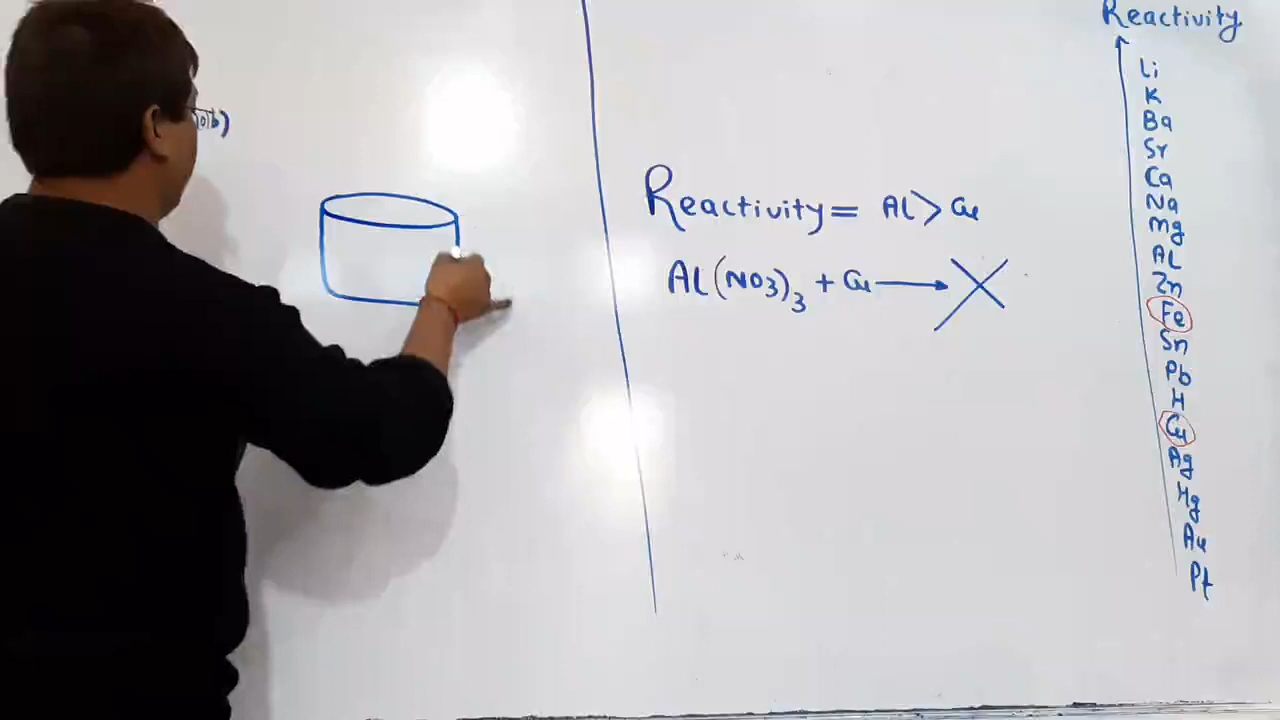 Reactivity = Al > Cu
Al(NO3)3 + Cu → X
Reactivity
Li
K
Ba
Sr
Ca
Na
Mg
Al
Zn
Fe
Sn
Pb
H
Cu
Ag
Hg
Au
Pt